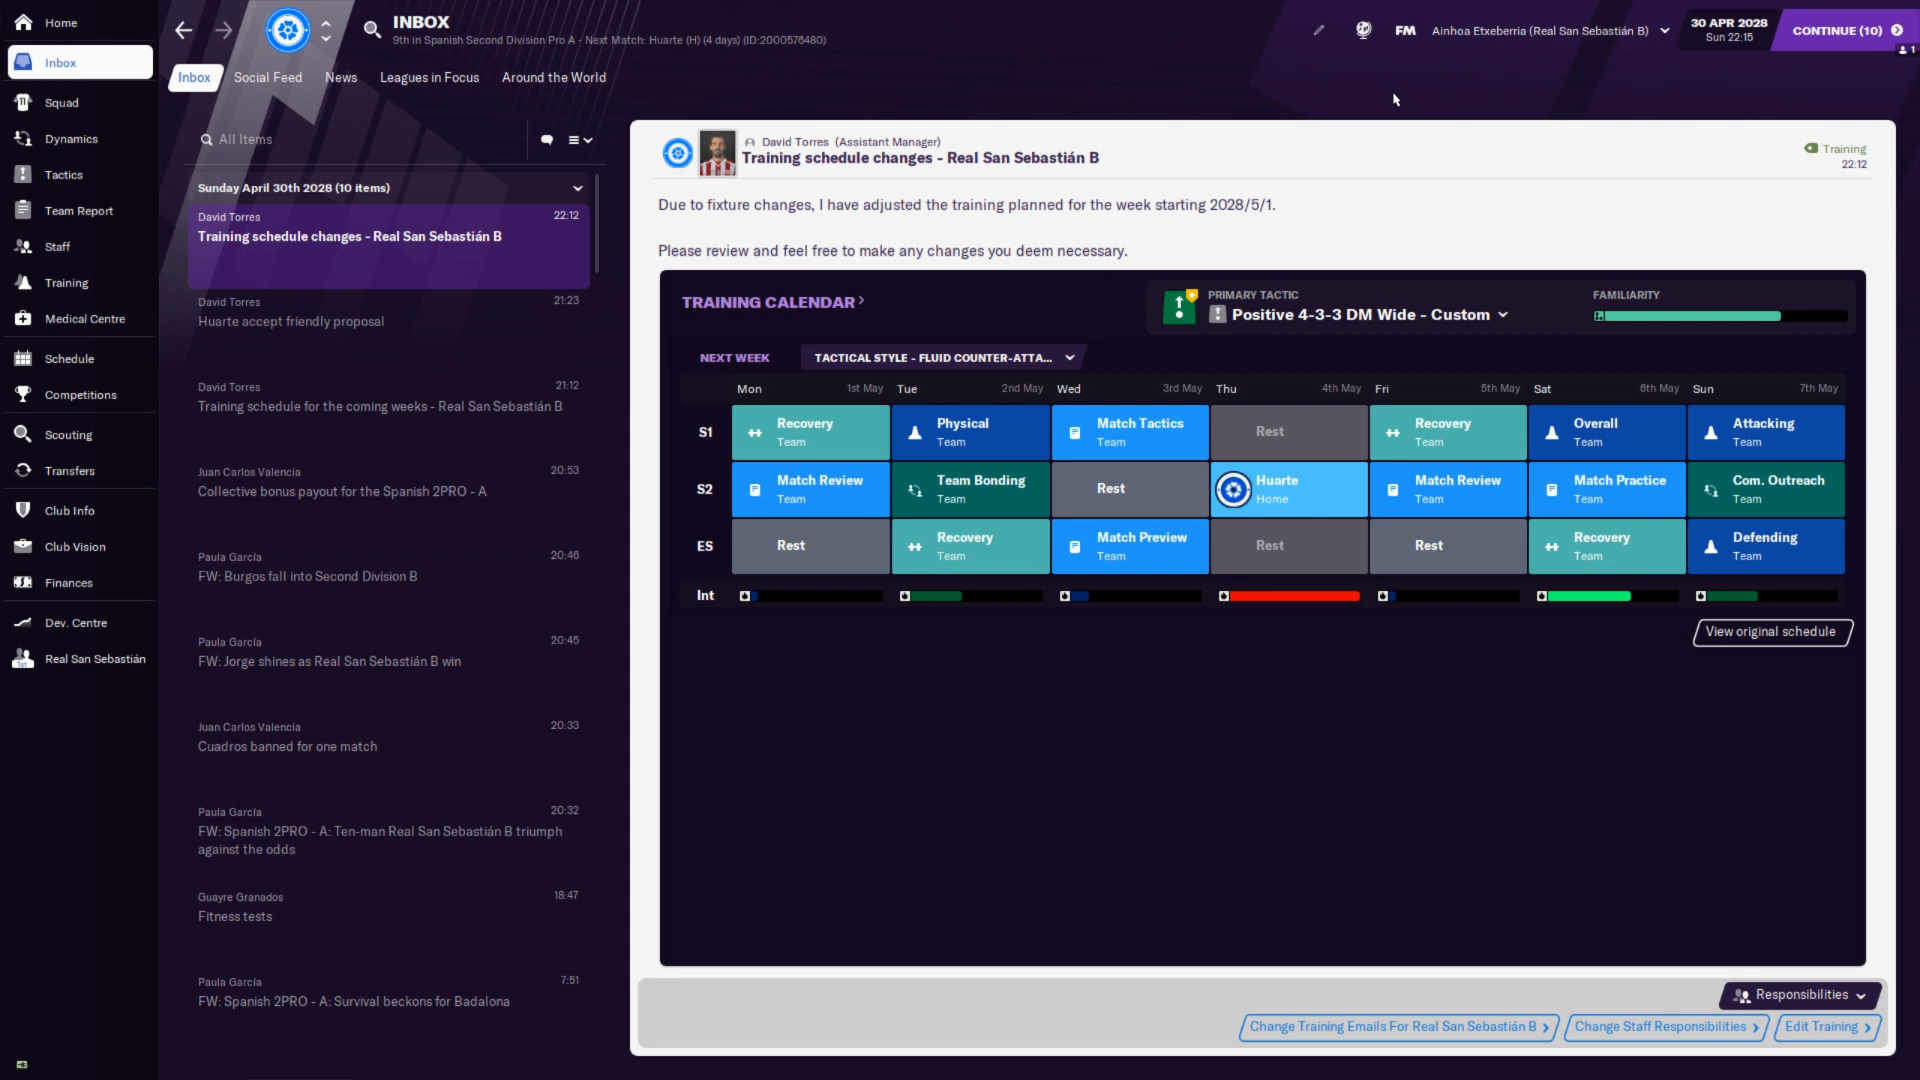 Home
Inbox
Squad
Dynamics
Tactics
Team Report
Staff
Training
Medical Centre
Schedule
Competitions
Scouting
Transfers
Club Info
Club Vision
Finances
Dev. Centre
Real San Sebastián
INBOX
9th in Spanish Second Division Pro A - Next Match: Huarte (H) (4 days) (ID:2000576480)
FM
Ainhoa Etxeberria (Real San Sebastián B)
30 APR 2028
Sun 22:15
CONTINUE (10)
1
Inbox Social Feed News Leagues in Focus Around the World
All Items
Sunday April 30th 2028 (10 items)
David Torres 22:12
Training schedule changes - Real San Sebastián B
David Torres 21:23
Huarte accept friendly proposal
David Torres 21:12
Training schedule for the coming weeks - Real San Sebastián B
Juan Carlos Valencia 20:53
Collective bonus payout for the Spanish 2PRO - A
Paula García 20:46
FW: Burgos fall into Second Division B
Paula García 20:45
FW: Jorge shines as Real San Sebastián B win
Juan Carlos Valencia 20:33
Cuadros banned for one match
Paula García 20:32
FW: Spanish 2PRO - A: Ten-man Real San Sebastián B triumph
against the odds
Guayre Granados 18:47
Fitness tests
Paula García 7:51
FW: Spanish 2PRO - A: Survival beckons for Badalona
David Torres (Assistant Manager)
Training schedule changes - Real San Sebastián B
Training
22:12
Due to fixture changes, I have adjusted the training planned for the week starting 2028/5/1.
Please review and feel free to make any changes you deem necessary.
TRAINING CALENDAR
PRIMARY TACTIC
Positive 4-3-3 DM Wide - Custom
FAMILIARITY
NEXT WEEK
TACTICAL STYLE - FLUID COUNTER-ATTA...
Mon 1st May Tue 2nd May Wed 3rd May Thu 4th May Fri 5th May Sat 6th May Sun 7th May
S1
Recovery Physical Match Tactics Rest Recovery Overall Attacking
Team Team Team Team Team Team
S2
Match Review Team Bonding Rest Huarte Match Review Match Practice Com. Outreach
Team Team Home Team Team Team
ES
Rest Recovery Match Preview Rest Rest Recovery Defending
Team Team Team Team
Int
View original schedule
Responsibilities
Change Training Emails For Real San Sebastián B
Change Staff Responsibilities
Edit Training